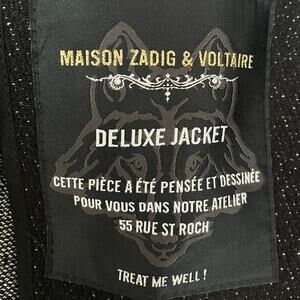 MAISON ZADIG & VOLTAIRE
DELUXE JACKET
CETTE PIÈCE A ÉTÉ PENSÉE ET DESSINÉE
POUR VOUS DANS NOTRE ATELIER
55 RUE ST ROCH
TREAT ME WELL !